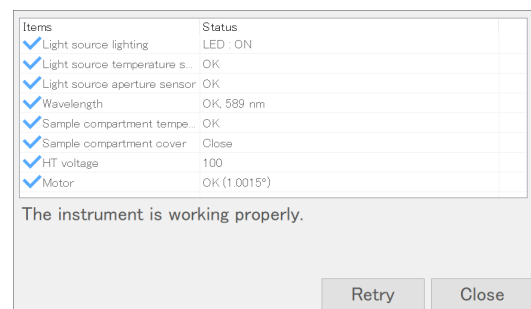 Items Status
Light source lighting LED : ON
Light source temperature s... OK
Light source aperture sensor OK
Wavelength OK, 589 nm
Sample compartment tempe... OK
Sample compartment cover Close
HT voltage 100
Motor OK (1.0015°)
The instrument is working properly.
Retry Close